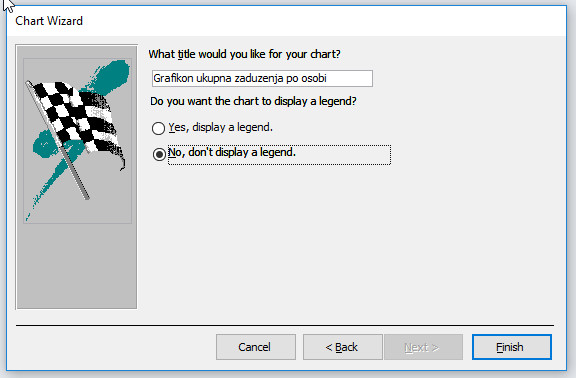 Chart Wizard
What title would you like for your chart?
Grafikon ukupna zaduzenja po osobi
Do you want the chart to display a legend?
Yes, display a legend.
No, don't display a legend.
Cancel
< Back
Next >
Finish